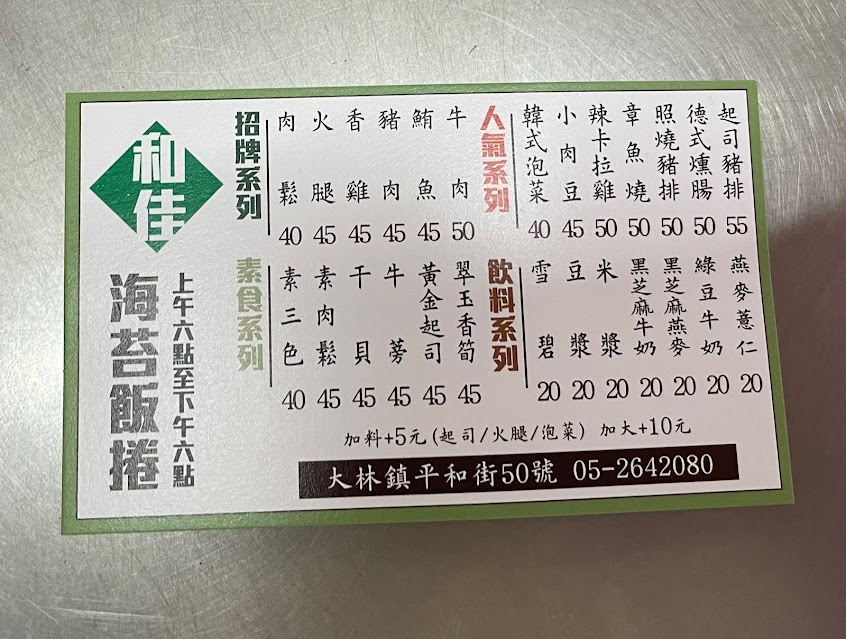 和佳
海苔飯捲
上午六點至下午六點
招牌系列
肉鬆 40
火腿 45
香雞 45
豬肉 45
鮪魚 45
牛肉 50
人氣系列
韓式泡菜 40
小肉豆 45
辣卡拉雞 50
章魚燒 50
照燒豬排 50
德式燻腸 50
起司豬排 55
素食系列
素三色 40
素肉鬆 45
干貝 45
牛蒡 45
黃金起司 45
翠玉香筍 45
飲料系列
雪碧 20
豆漿 20
米漿 20
黑芝麻牛奶 20
黑芝麻燕麥 20
綠豆牛奶 20
燕麥薏仁 20
加料+5元(起司/火腿/泡菜) 加大+10元
大林鎮平和街50號 05-2642080